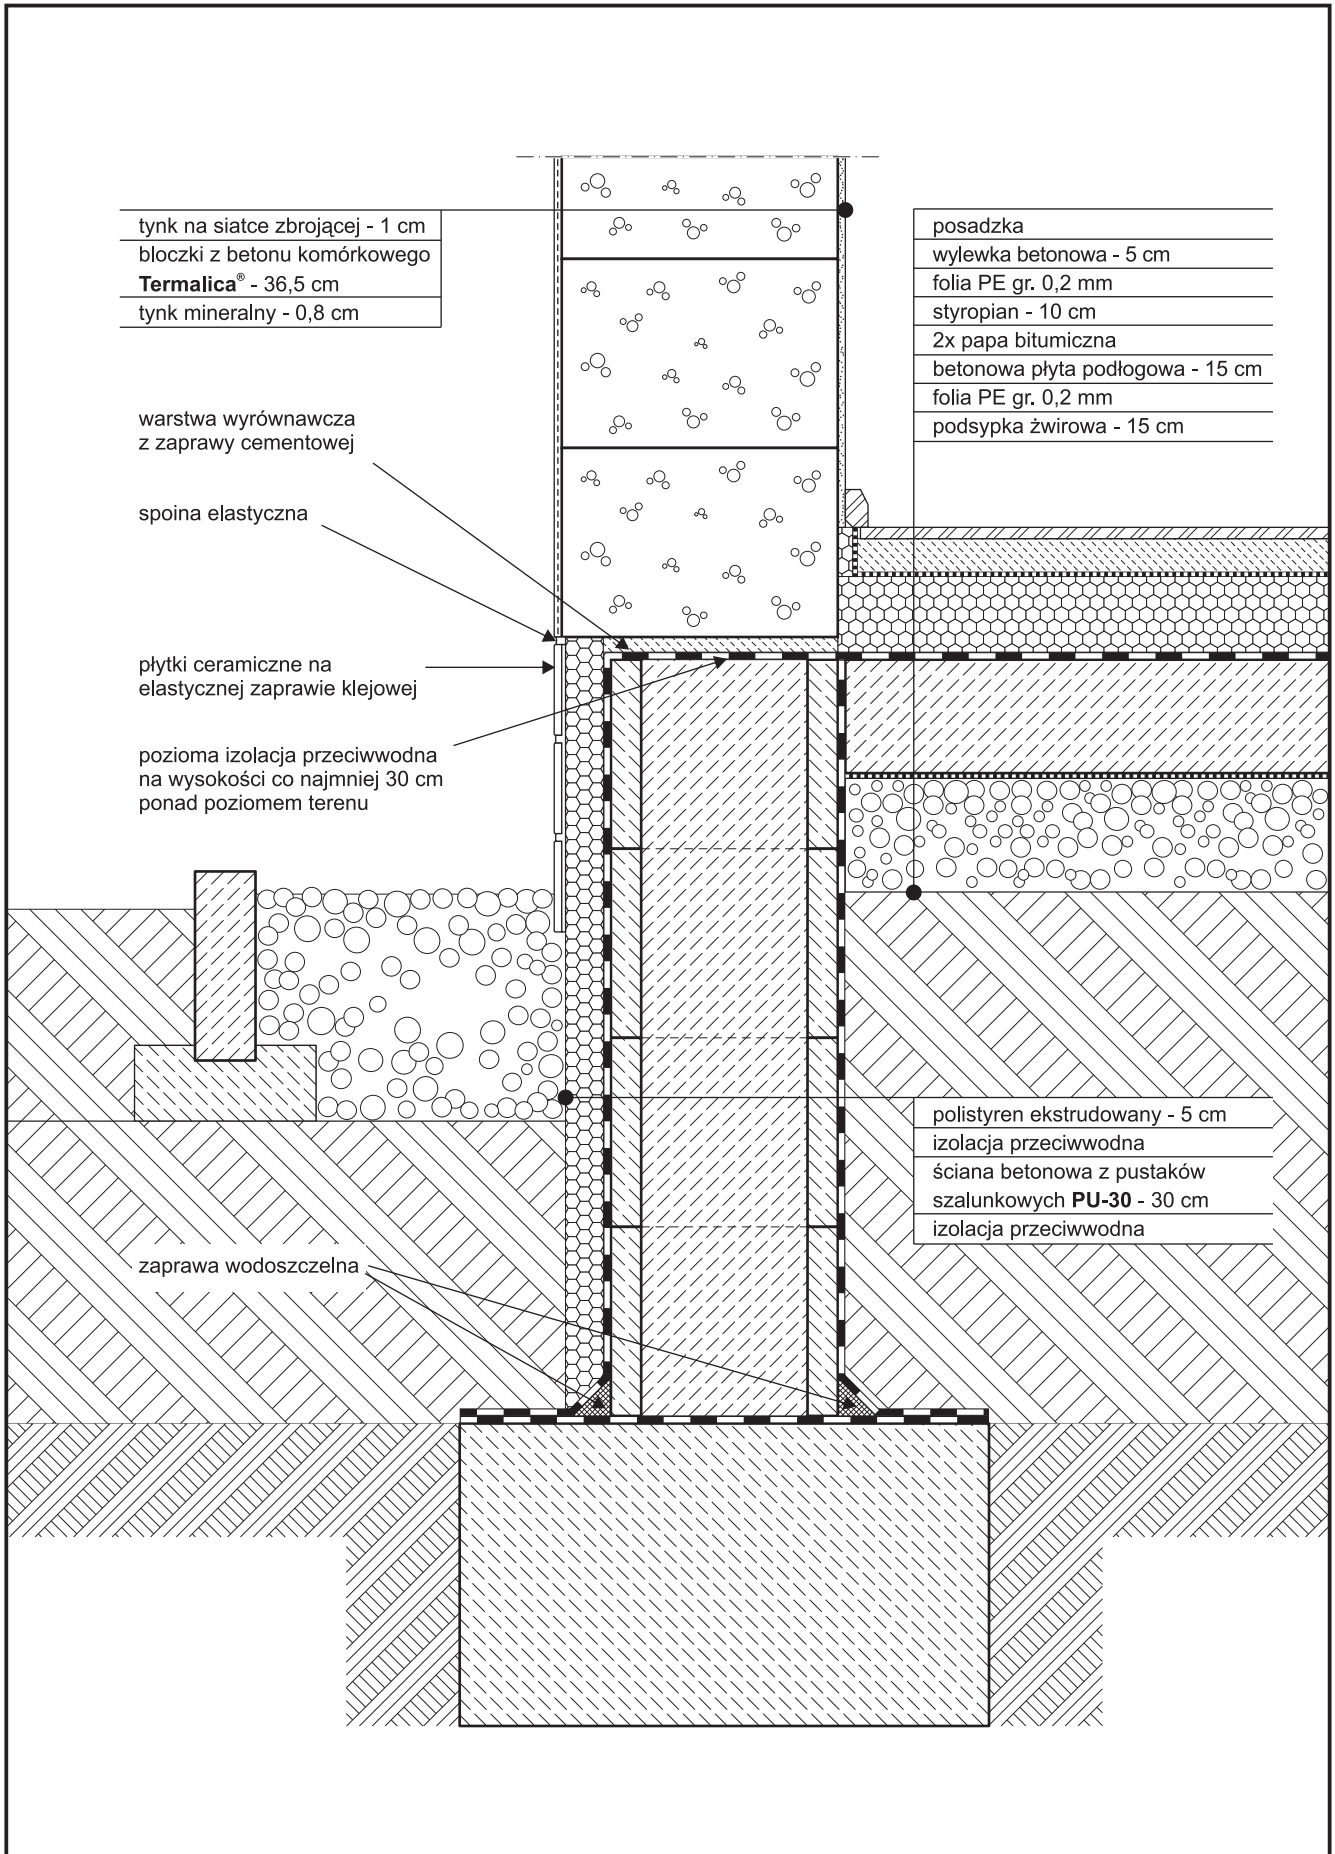 tynk na siatce zbrojącej - 1 cm
bloczki z betonu komórkowego
Termalica® - 36,5 cm
tynk mineralny - 0,8 cm
posadzka
wylewka betonowa - 5 cm
folia PE gr. 0,2 mm
styropian - 10 cm
2x papa bitumiczna
betonowa płyta podłogowa - 15 cm
folia PE gr. 0,2 mm
podsypka żwirowa - 15 cm
warstwa wyrównawcza
z zaprawy cementowej
spoina elastyczna
płytki ceramiczne na
elastycznej zaprawie klejowej
pozioma izolacja przeciwwodna
na wysokości co najmniej 30 cm
ponad poziomem terenu
polistyren ekstrudowany - 5 cm
izolacja przeciwwodna
ściana betonowa z pustaków
szalunkowych PU-30 - 30 cm
izolacja przeciwwodna
zaprawa wodoszczelna